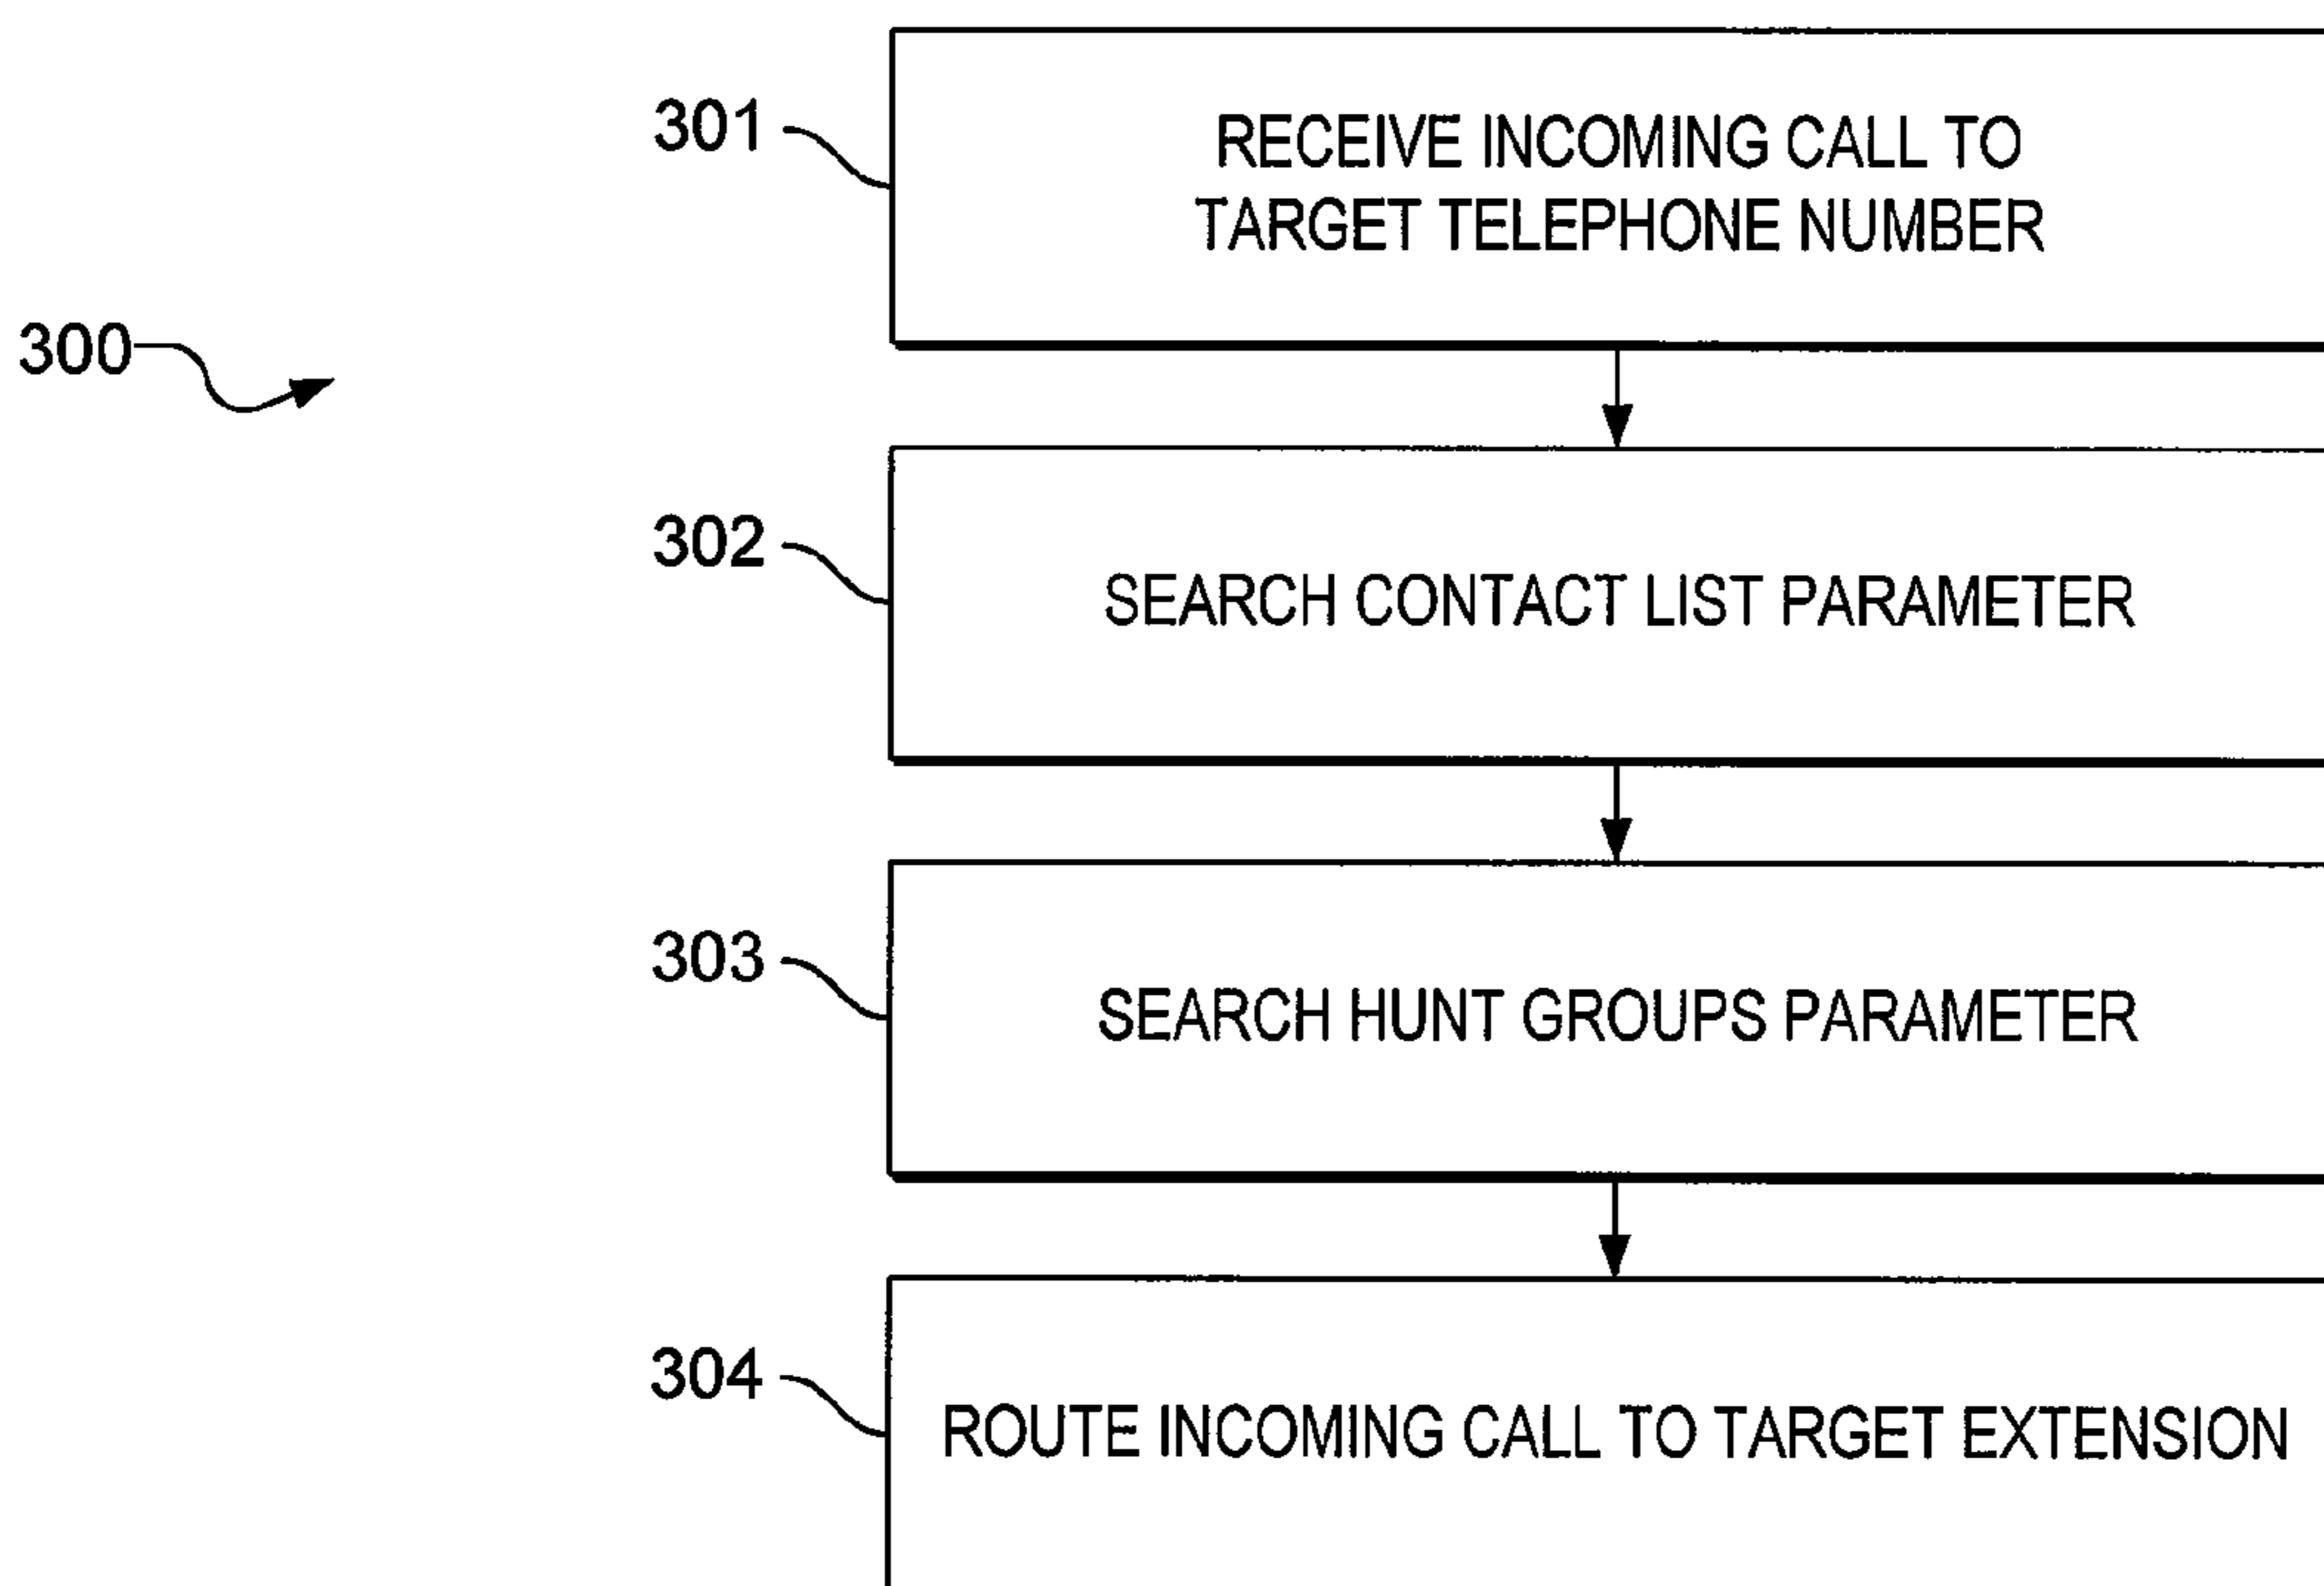 301
RECEIVE INCOMING CALL TO
TARGET TELEPHONE NUMBER
300
302
SEARCH CONTACT LIST PARAMETER
303
SEARCH HUNT GROUPS PARAMETER
304
ROUTE INCOMING CALL TO TARGET EXTENSION